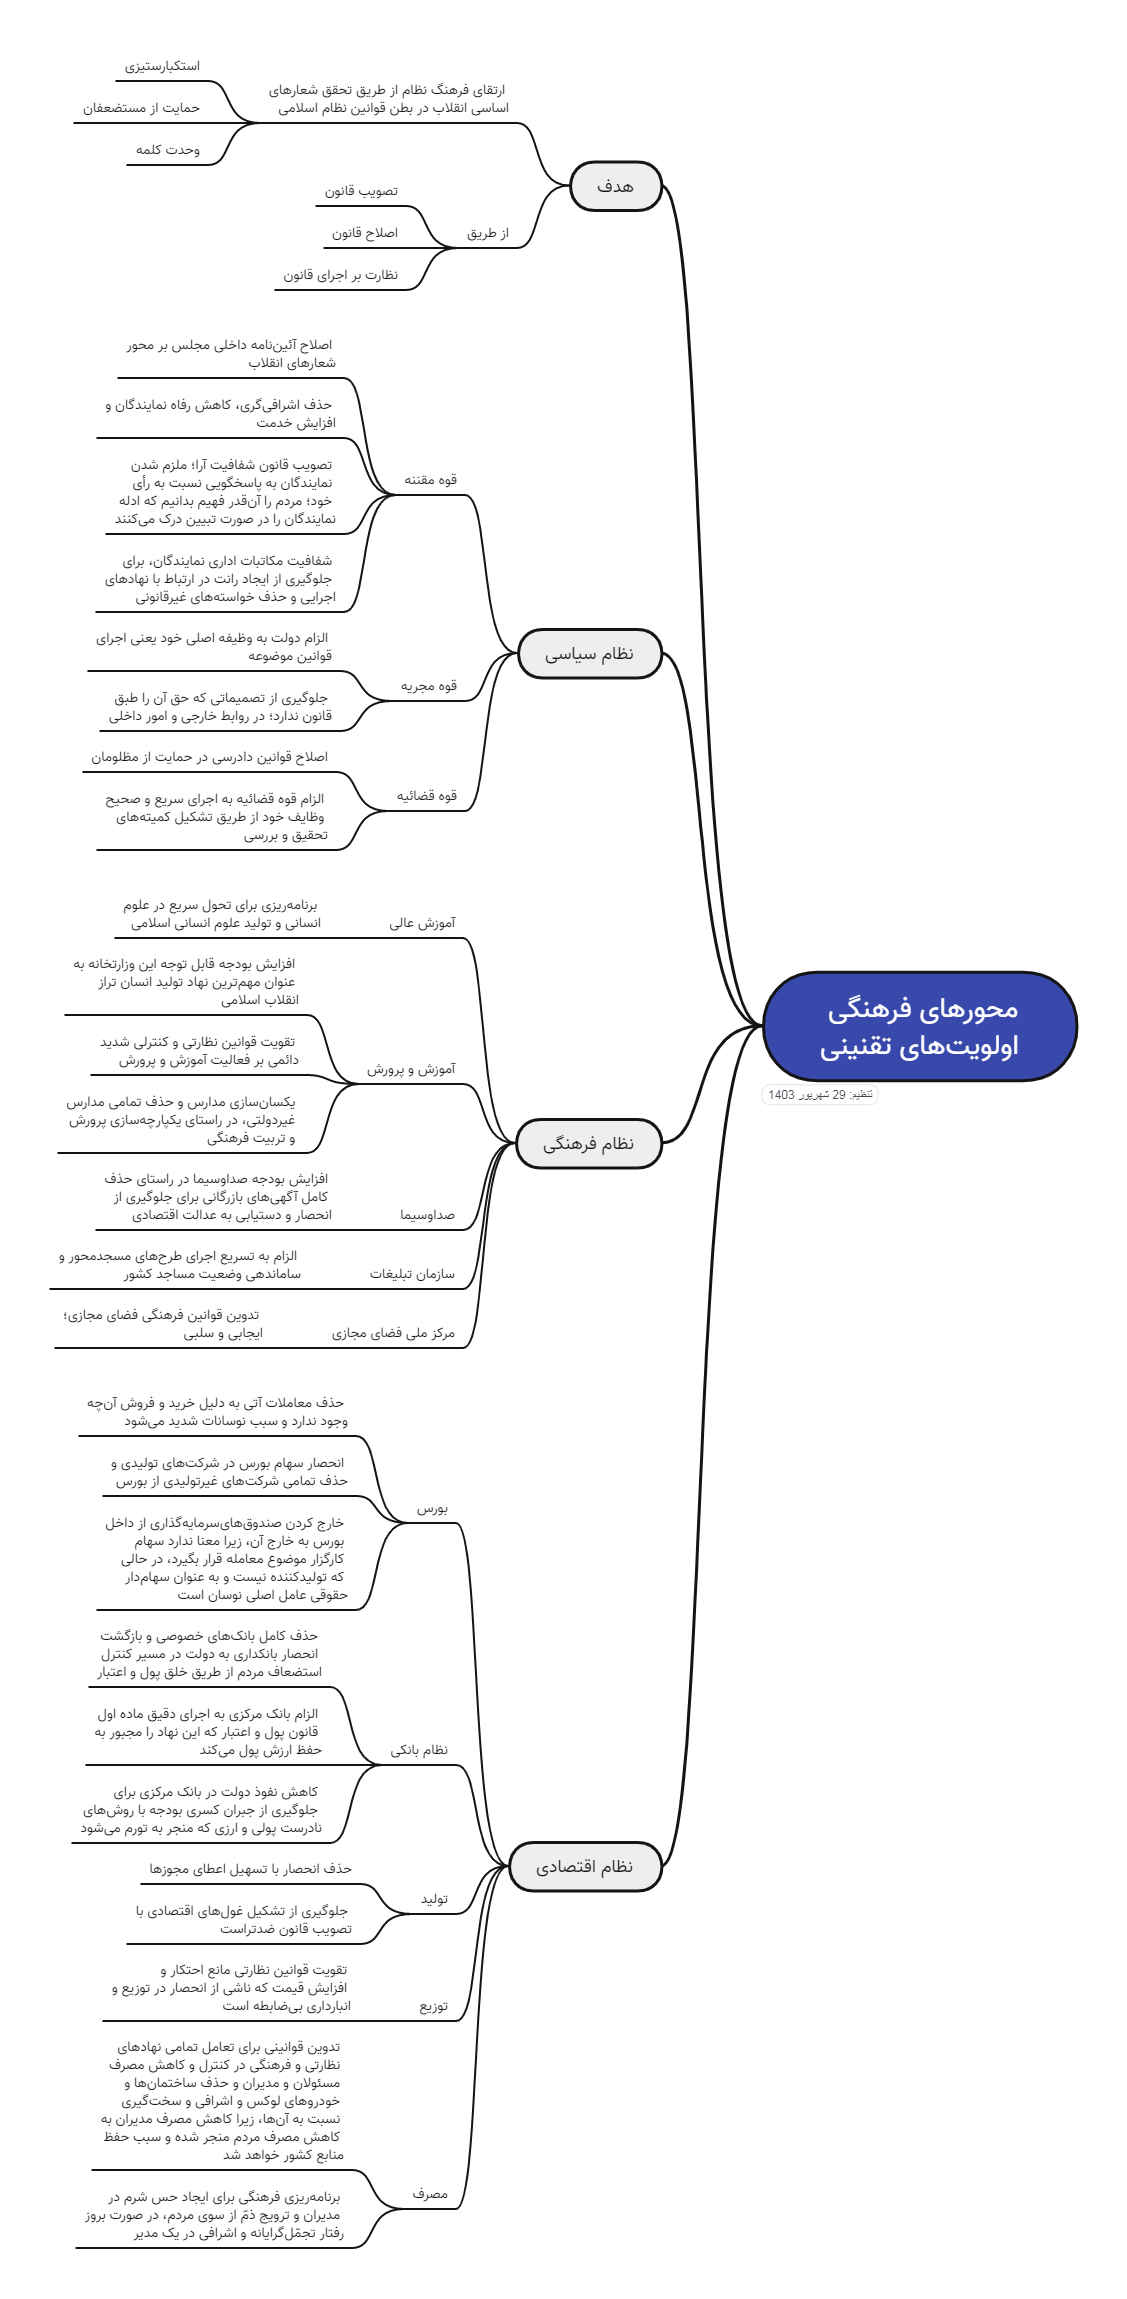 محورهای فرهنگی
اولویت‌های تقنینی
تنظیم: 29 شهریور 1403
هدف
ارتقای فرهنگ نظام از طریق تحقق شعارهای
اساسی انقلاب در بطن قوانین نظام اسلامی
استکبارستیزی
حمایت از مستضعفان
وحدت کلمه
از طریق
تصویب قانون
اصلاح قانون
نظارت بر اجرای قانون
نظام سیاسی
قوه مقننه
اصلاح آئین‌نامه داخلی مجلس بر محور
شعارهای انقلاب
حذف اشرافی‌گری، کاهش رفاه نمایندگان و
افزایش خدمت
تصویب قانون شفافیت آرا؛ ملزم شدن
نمایندگان به پاسخگویی نسبت به رأی
خود؛ مردم را آن‌قدر فهیم بدانیم که ادله
نمایندگان را در صورت تبیین درک می‌کنند
شفافیت مکاتبات اداری نمایندگان، برای
جلوگیری از ایجاد رانت در ارتباط با نهادهای
اجرایی و حذف خواسته‌های غیرقانونی
قوه مجریه
الزام دولت به وظیفه اصلی خود یعنی اجرای
قوانین موضوعه
جلوگیری از تصمیماتی که حق آن را طبق
قانون ندارد؛ در روابط خارجی و امور داخلی
قوه قضائیه
اصلاح قوانین دادرسی در حمایت از مظلومان
الزام قوه قضائیه به اجرای سریع و صحیح
وظایف خود از طریق تشکیل کمیته‌های
تحقیق و بررسی
نظام فرهنگی
آموزش عالی
برنامه‌ریزی برای تحول سریع در علوم
انسانی و تولید علوم انسانی اسلامی
آموزش و پرورش
افزایش بودجه قابل توجه این وزارتخانه به
عنوان مهم‌ترین نهاد تولید انسان تراز
انقلاب اسلامی
تقویت قوانین نظارتی و کنترلی شدید
دائمی بر فعالیت آموزش و پرورش
یکسان‌سازی مدارس و حذف تمامی مدارس
غیردولتی، در راستای یکپارچه‌سازی پرورش
و تربیت فرهنگی
صداوسیما
افزایش بودجه صداوسیما در راستای حذف
کامل آگهی‌های بازرگانی برای جلوگیری از
انحصار و دستیابی به عدالت اقتصادی
سازمان تبلیغات
الزام به تسریع اجرای طرح‌های مسجدمحور و
ساماندهی وضعیت مساجد کشور
مرکز ملی فضای مجازی
تدوین قوانین فرهنگی فضای مجازی؛
ایجابی و سلبی
نظام اقتصادی
بورس
حذف معاملات آتی به دلیل خرید و فروش آن‌چه
وجود ندارد و سبب نوسانات شدید می‌شود
انحصار سهام بورس در شرکت‌های تولیدی و
حذف تمامی شرکت‌های غیرتولیدی از بورس
خارج کردن صندوق‌های‌سرمایه‌گذاری از داخل
بورس به خارج آن، زیرا معنا ندارد سهام
کارگزار موضوع معامله قرار بگیرد، در حالی
که تولیدکننده نیست و به عنوان سهام‌دار
حقوقی عامل اصلی نوسان است
نظام بانکی
حذف کامل بانک‌های خصوصی و بازگشت
انحصار بانکداری به دولت در مسیر کنترل
استضعاف مردم از طریق خلق پول و اعتبار
الزام بانک مرکزی به اجرای دقیق ماده اول
قانون پول و اعتبار که این نهاد را مجبور به
حفظ ارزش پول می‌کند
کاهش نفوذ دولت در بانک مرکزی برای
جلوگیری از جبران کسری بودجه با روش‌های
نادرست پولی و ارزی که منجر به تورم می‌شود
تولید
حذف انحصار با تسهیل اعطای مجوزها
جلوگیری از تشکیل غول‌های اقتصادی با
تصویب قانون ضدتراست
توزیع
تقویت قوانین نظارتی مانع احتکار و
افزایش قیمت که ناشی از انحصار در توزیع و
انبارداری بی‌ضابطه است
مصرف
تدوین قوانینی برای تعامل تمامی نهادهای
نظارتی و فرهنگی در کنترل و کاهش مصرف
مسئولان و مدیران و حذف ساختمان‌ها و
خودروهای لوکس و اشرافی و سخت‌گیری
نسبت به آن‌ها، زیرا کاهش مصرف مدیران به
کاهش مصرف مردم منجر شده و سبب حفظ
منابع کشور خواهد شد
برنامه‌ریزی فرهنگی برای ایجاد حس شرم در
مدیران و ترویج ذمّ از سوی مردم، در صورت بروز
رفتار تجمّل‌گرایانه و اشرافی در یک مدیر